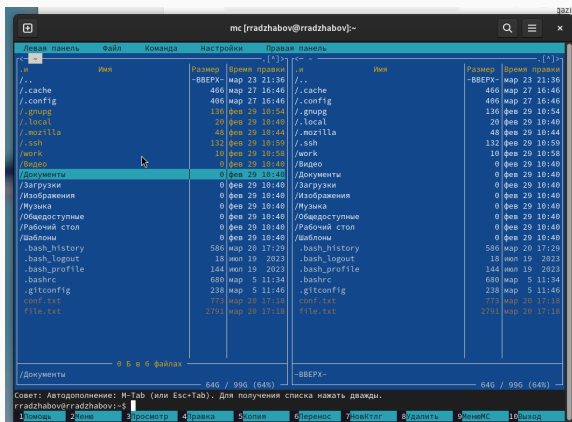 gazi
mc [rradzhabov@rradzhabov]:~
Левая панель Файл Команда Настройки Правая панель
~ .[^]> ~ .[^]>
.и Имя Размер Время правки .и Имя Размер Время правки
/.. -ВВЕРХ- мар 23 21:36 /.. -ВВЕРХ- мар 23 21:36
/.cache 466 мар 27 16:46 /.cache 466 мар 27 16:46
/.config 406 мар 27 16:46 /.config 406 мар 27 16:46
/.gnupg 136 фев 29 10:54 /.gnupg 136 фев 29 10:54
/.local 20 фев 29 10:40 /.local 20 фев 29 10:40
/.mozilla 48 фев 29 10:44 /.mozilla 48 фев 29 10:44
/.ssh 132 фев 29 10:59 /.ssh 132 фев 29 10:59
/work 10 фев 29 10:58 /work 10 фев 29 10:58
/Видео 0 фев 29 10:40 /Видео 0 фев 29 10:40
/Документы 0 фев 29 10:40 /Документы 0 фев 29 10:40
/Загрузки 0 фев 29 10:40 /Загрузки 0 фев 29 10:40
/Изображения 0 фев 29 10:40 /Изображения 0 фев 29 10:40
/Музыка 0 фев 29 10:40 /Музыка 0 фев 29 10:40
/Общедоступные 0 фев 29 10:40 /Общедоступные 0 фев 29 10:40
/Рабочий стол 0 фев 29 10:40 /Рабочий стол 0 фев 29 10:40
/Шаблоны 0 фев 29 10:40 /Шаблоны 0 фев 29 10:40
.bash_history 586 мар 20 17:29 .bash_history 586 мар 20 17:29
.bash_logout 18 июл 19 2023 .bash_logout 18 июл 19 2023
.bash_profile 144 июл 19 2023 .bash_profile 144 июл 19 2023
.bashrc 680 мар 5 11:34 .bashrc 680 мар 5 11:34
.gitconfig 238 мар 5 11:46 .gitconfig 238 мар 5 11:46
conf.txt 773 мар 20 17:18 conf.txt 773 мар 20 17:18
file.txt 2791 мар 20 17:18 file.txt 2791 мар 20 17:18
0 Б в 6 файлах
/Документы -ВВЕРХ-
64G / 99G (64%) 64G / 99G (64%)
Совет: Автодополнение: M-Tab (или Esc+Tab). Для получения списка нажать дважды.
rradzhabov@rradzhabov:~$
1Помощь 2Меню 3Просмотр 4Правка 5Копия 6Перенос 7НовКтлг 8Удалить 9МенюMC 10Выход